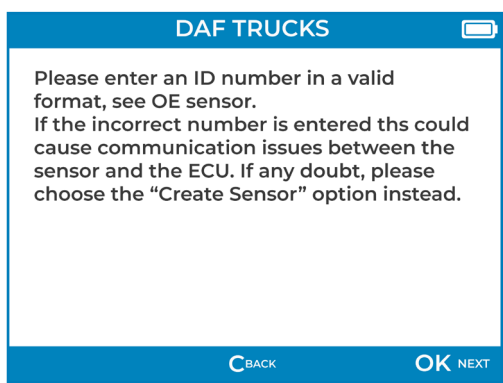 DAF TRUCKS
Please enter an ID number in a valid
format, see OE sensor.
If the incorrect number is entered ths could
cause communication issues between the
sensor and the ECU. If any doubt, please
choose the “Create Sensor” option instead.
CBACK
OK NEXT